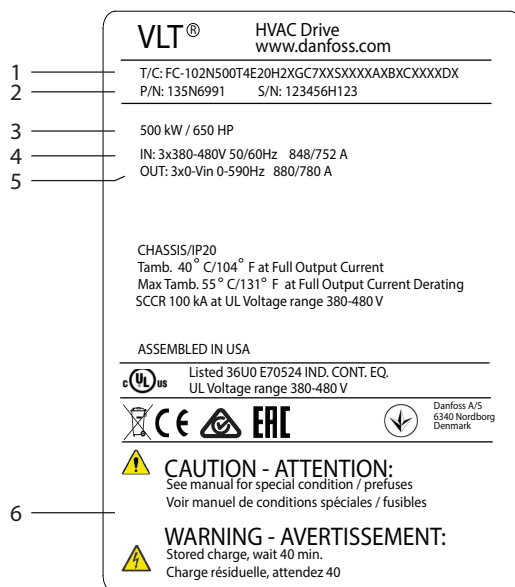 VLT® HVAC Drive
www.danfoss.com
1 T/C: FC-102N500T4E20H2XGC7XXSXXXXAXBXCXXXXDX
2 P/N: 135N6991 S/N: 123456H123
3 500 kW / 650 HP
4 IN: 3x380-480V 50/60Hz 848/752 A
5 OUT: 3x0-Vin 0-590Hz 880/780 A
CHASSIS/IP20
Tamb. 40° C/104° F at Full Output Current
Max Tamb. 55° C/131° F at Full Output Current Derating
SCCR 100 kA at UL Voltage range 380-480 V
ASSEMBLED IN USA
c UL us Listed 36U0 E70524 IND. CONT. EQ.
UL Voltage range 380-480 V
CE EAC
Danfoss A/S
6340 Nordborg
Denmark
CAUTION - ATTENTION:
See manual for special condition / prefuses
Voir manuel de conditions spéciales / fusibles
6
WARNING - AVERTISSEMENT:
Stored charge, wait 40 min.
Charge résiduelle, attendez 40